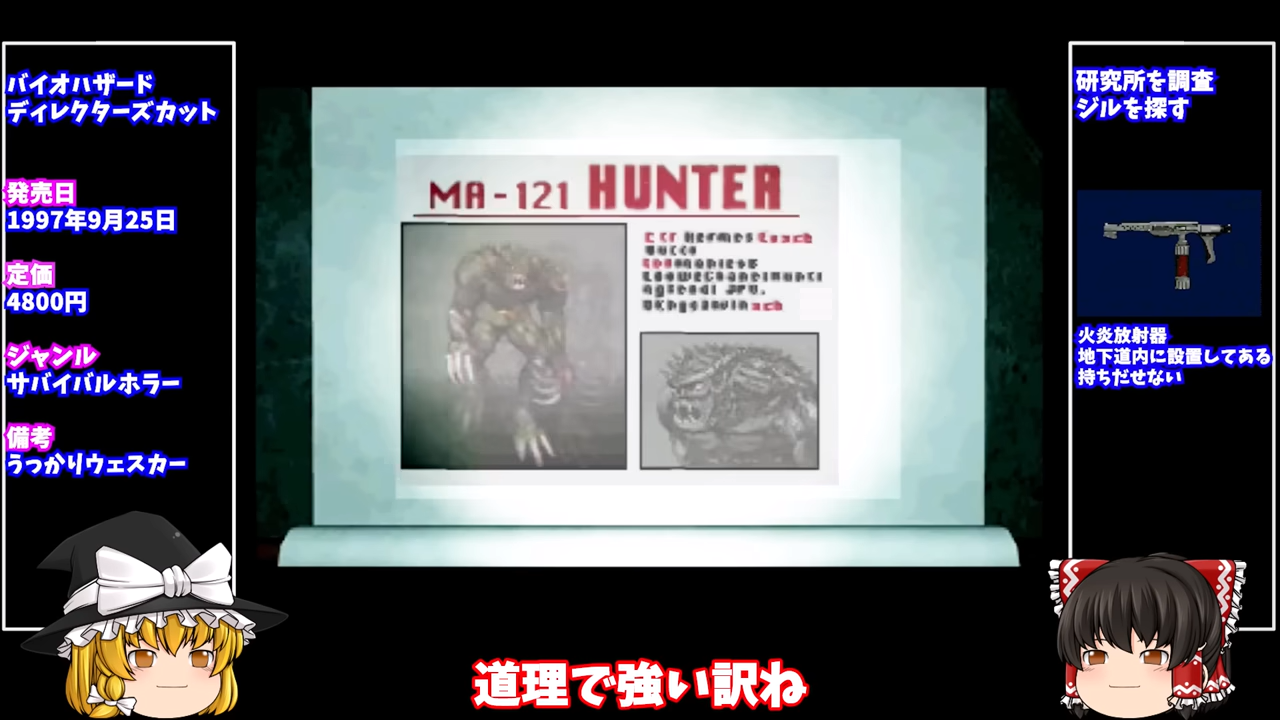 バイオハザード
ディレクターズカット
発売日
1997年9月25日
定価
4800円
ジャンル
サバイバルホラー
備考
うっかりウェスカー
MA-121 HUNTER
研究所を調査
ジルを探す
火炎放射器
地下道内に設置してある
持ちだせない
道理で強い訳ね